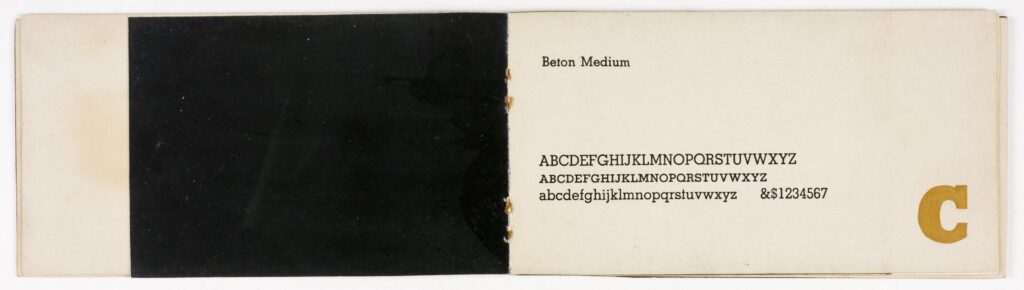 Beton Medium
ABCDEFGHIJKLMNOPQRSTUVWXYZ
ABCDEFGHIJKLMNOPQRSTUVWXYZ
abcdefghijklmnopqrstuvwxyz &$1234567
C